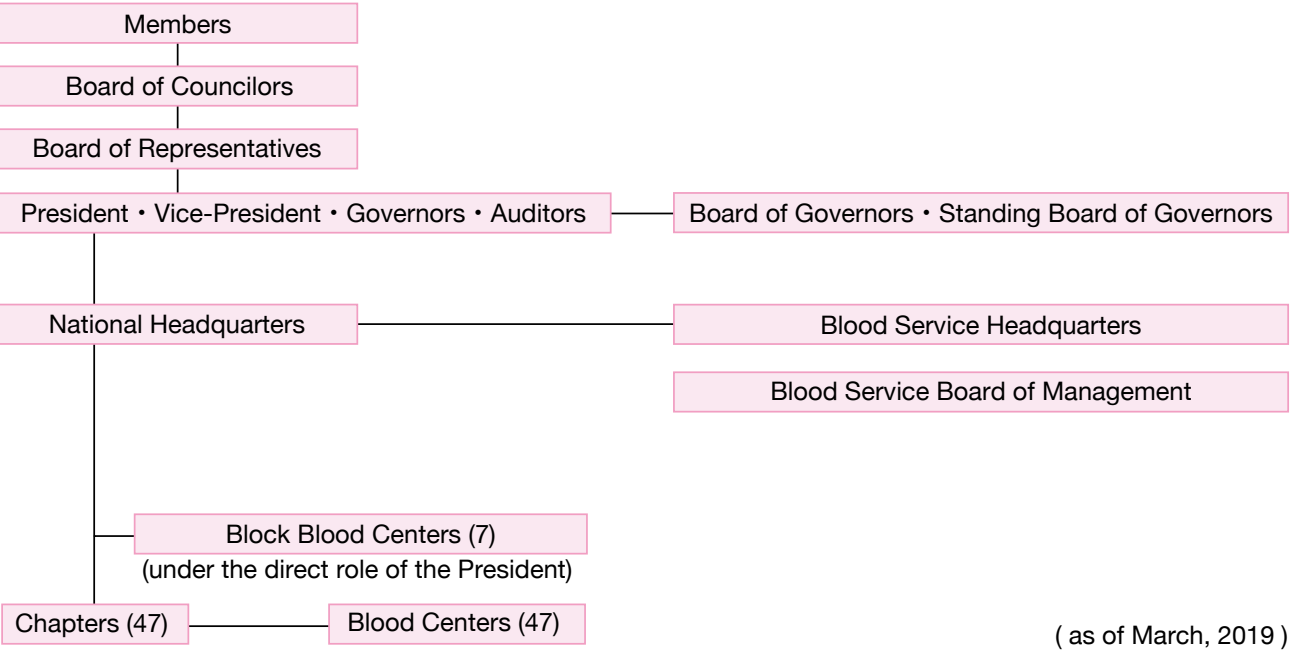 Members
Board of Councilors
Board of Representatives
President・Vice-President・Governors・Auditors
Board of Governors・Standing Board of Governors
National Headquarters
Blood Service Headquarters
Blood Service Board of Management
Block Blood Centers (7)
(under the direct role of the President)
Chapters (47)
Blood Centers (47)
( as of March, 2019 )